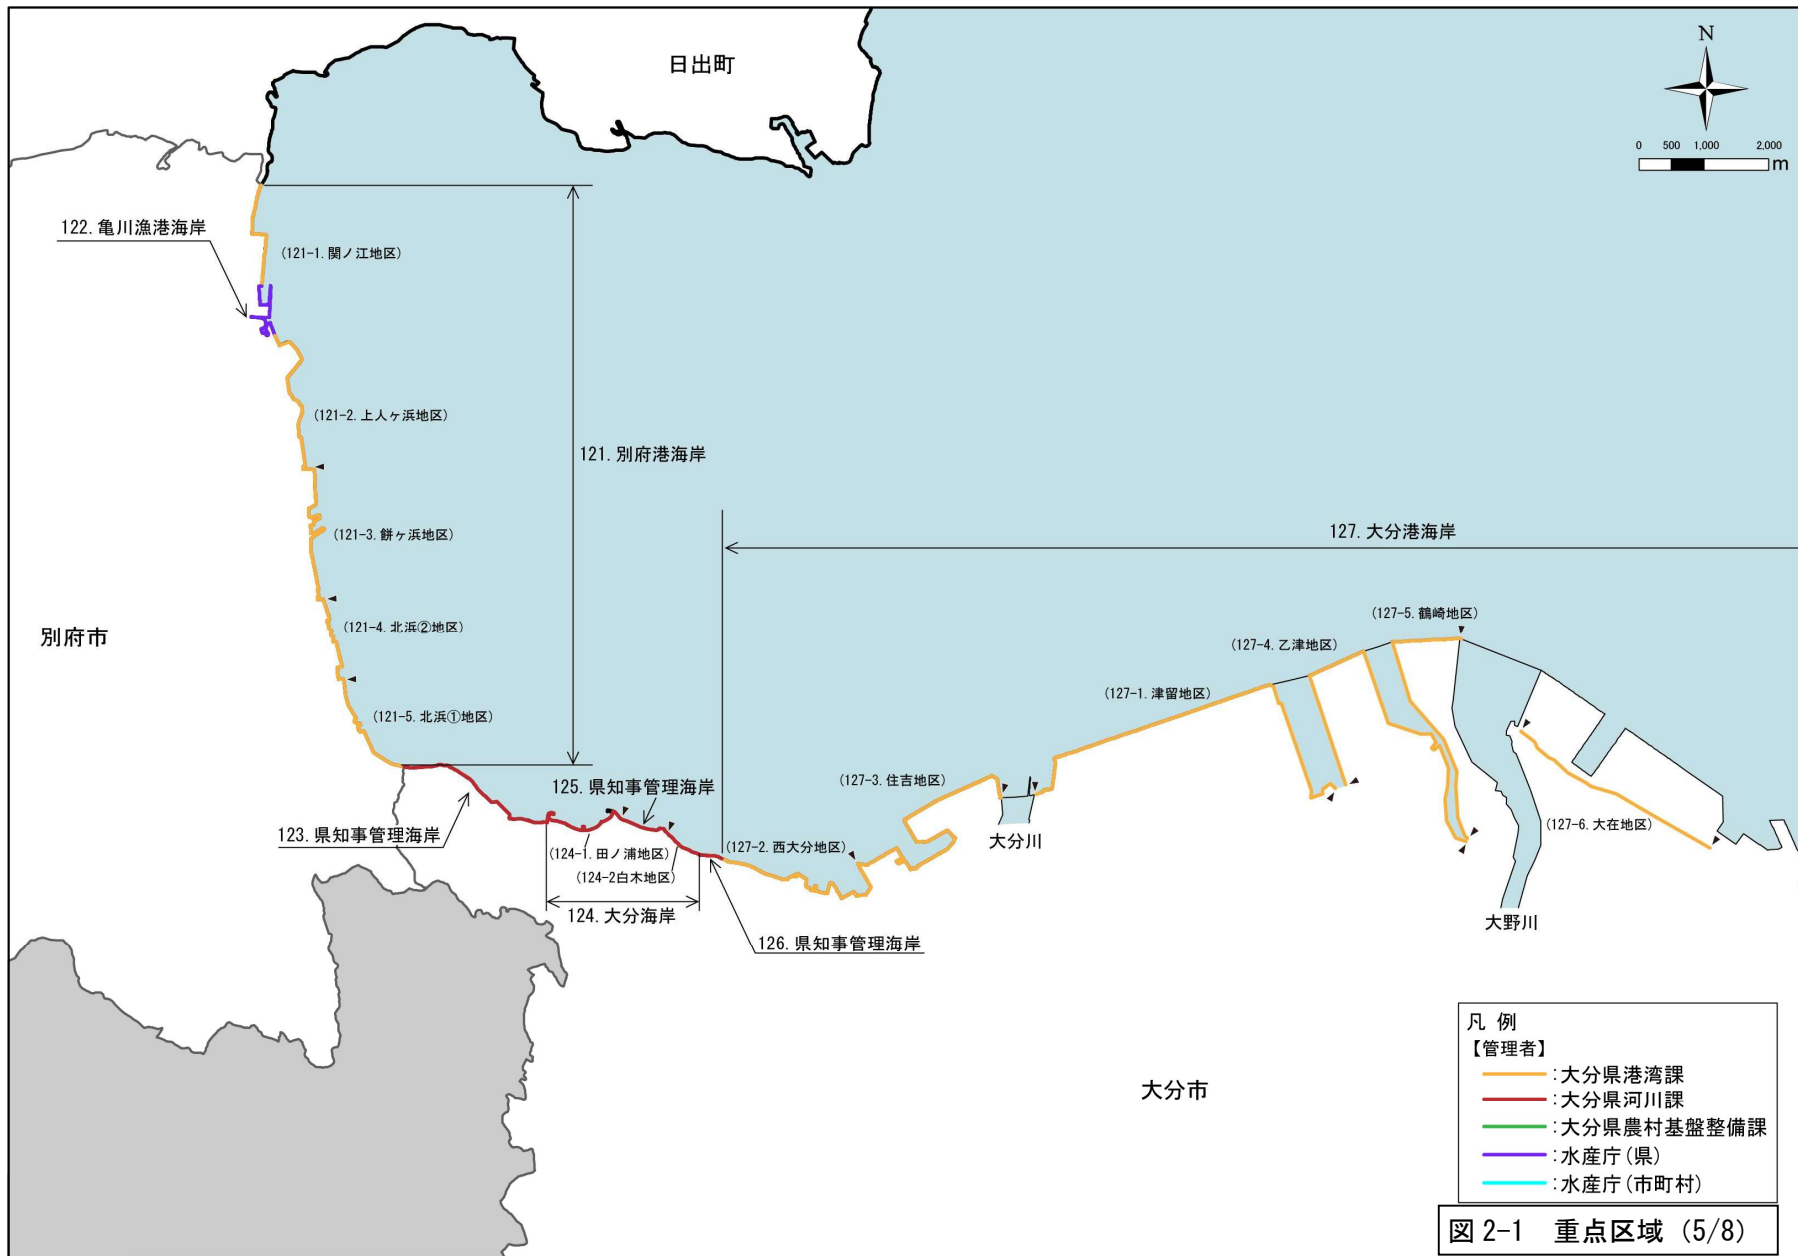 日出町
N
0 500 1,000 2,000
m
122. 亀川漁港海岸
(121-1. 関ノ江地区)
(121-2. 上人ヶ浜地区)
121. 別府港海岸
(121-3. 餅ヶ浜地区)
127. 大分港海岸
別府市
(121-4. 北浜②地区)
(127-5. 鶴崎地区)
(127-4. 乙津地区)
(127-1. 津留地区)
(121-5. 北浜①地区)
(127-3. 住吉地区)
125. 県知事管理海岸
123. 県知事管理海岸
大分川
(127-6. 大在地区)
(127-2. 西大分地区)
(124-1. 田ノ浦地区)
(124-2白木地区)
124. 大分海岸
大野川
126. 県知事管理海岸
大分市
凡 例
【管理者】
:大分県港湾課
:大分県河川課
:大分県農村基盤整備課
:水産庁(県)
:水産庁(市町村)
図 2-1 重点区域 (5/8)